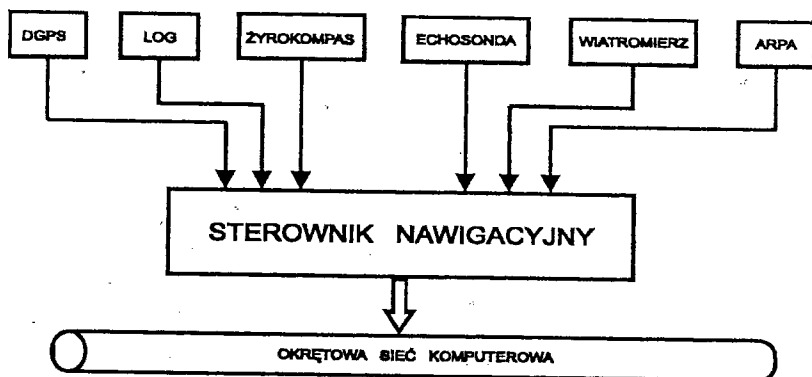 DGPS
LOG
ŻYROKOMPAS
ECHOSONDA
WIATROMIERZ
ARPA
STEROWNIK NAWIGACYJNY
OKRĘTOWA SIEĆ KOMPUTEROWA